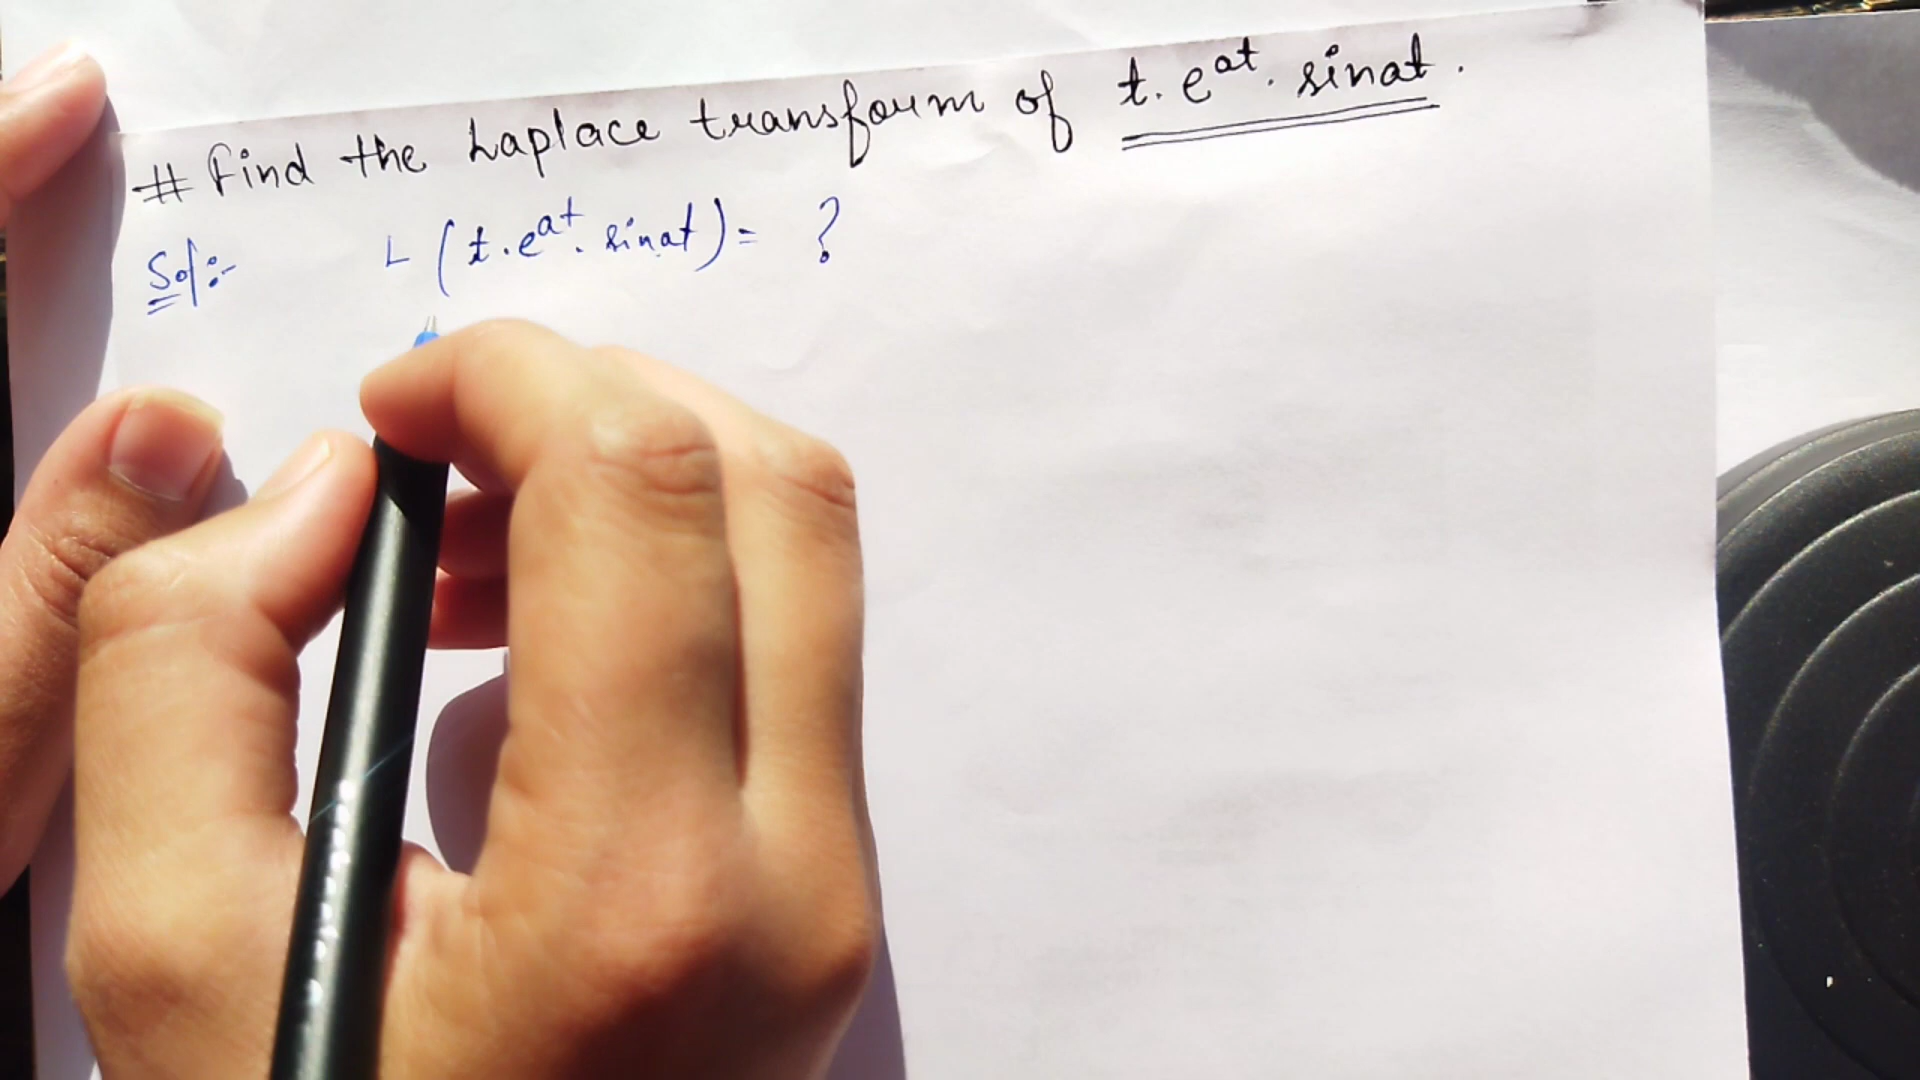 # Find the Laplace transform of t. e^at. sinat.
Sol:- L (t. e^at. sinat) = ?